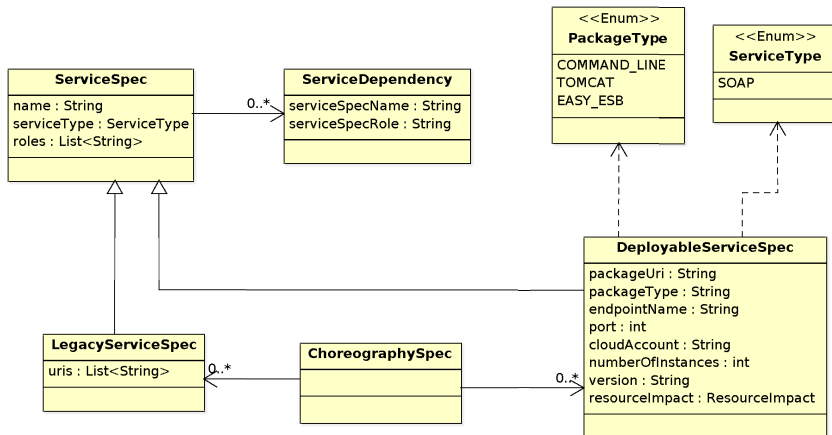 <<Enum>>
PackageType
COMMAND_LINE
TOMCAT
EASY_ESB
<<Enum>>
ServiceType
SOAP
ServiceSpec
name : String
serviceType : ServiceType
roles : List<String>
0..*
ServiceDependency
serviceSpecName : String
serviceSpecRole : String
DeployableServiceSpec
packageUri : String
packageType : String
endpointName : String
port : int
cloudAccount : String
numberOfInstances : int
version : String
resourceImpact : ResourceImpact
LegacyServiceSpec
uris : List<String>
0..*
ChoreographySpec
0..*